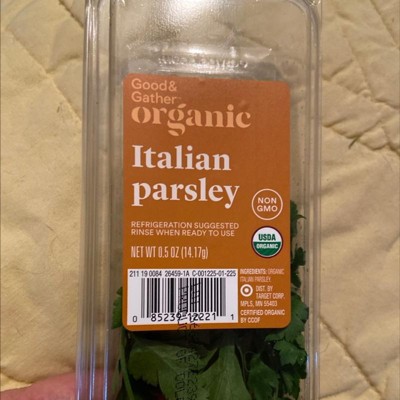 Good&
Gather
organic
Italian
parsley
NON
GMO
REFRIGERATION SUGGESTED
RINSE WHEN READY TO USE
USDA
ORGANIC
NET WT 0.5 OZ (14.17g)
211 19 0084 26459-1A C-001225-01-225
INGREDIENTS: ORGANIC
ITALIAN PARSLEY.
DIST. BY
TARGET CORP.
MPLS, MN 55403
CERTIFIED ORGANIC
BY CCOF
0 85239 12221 1